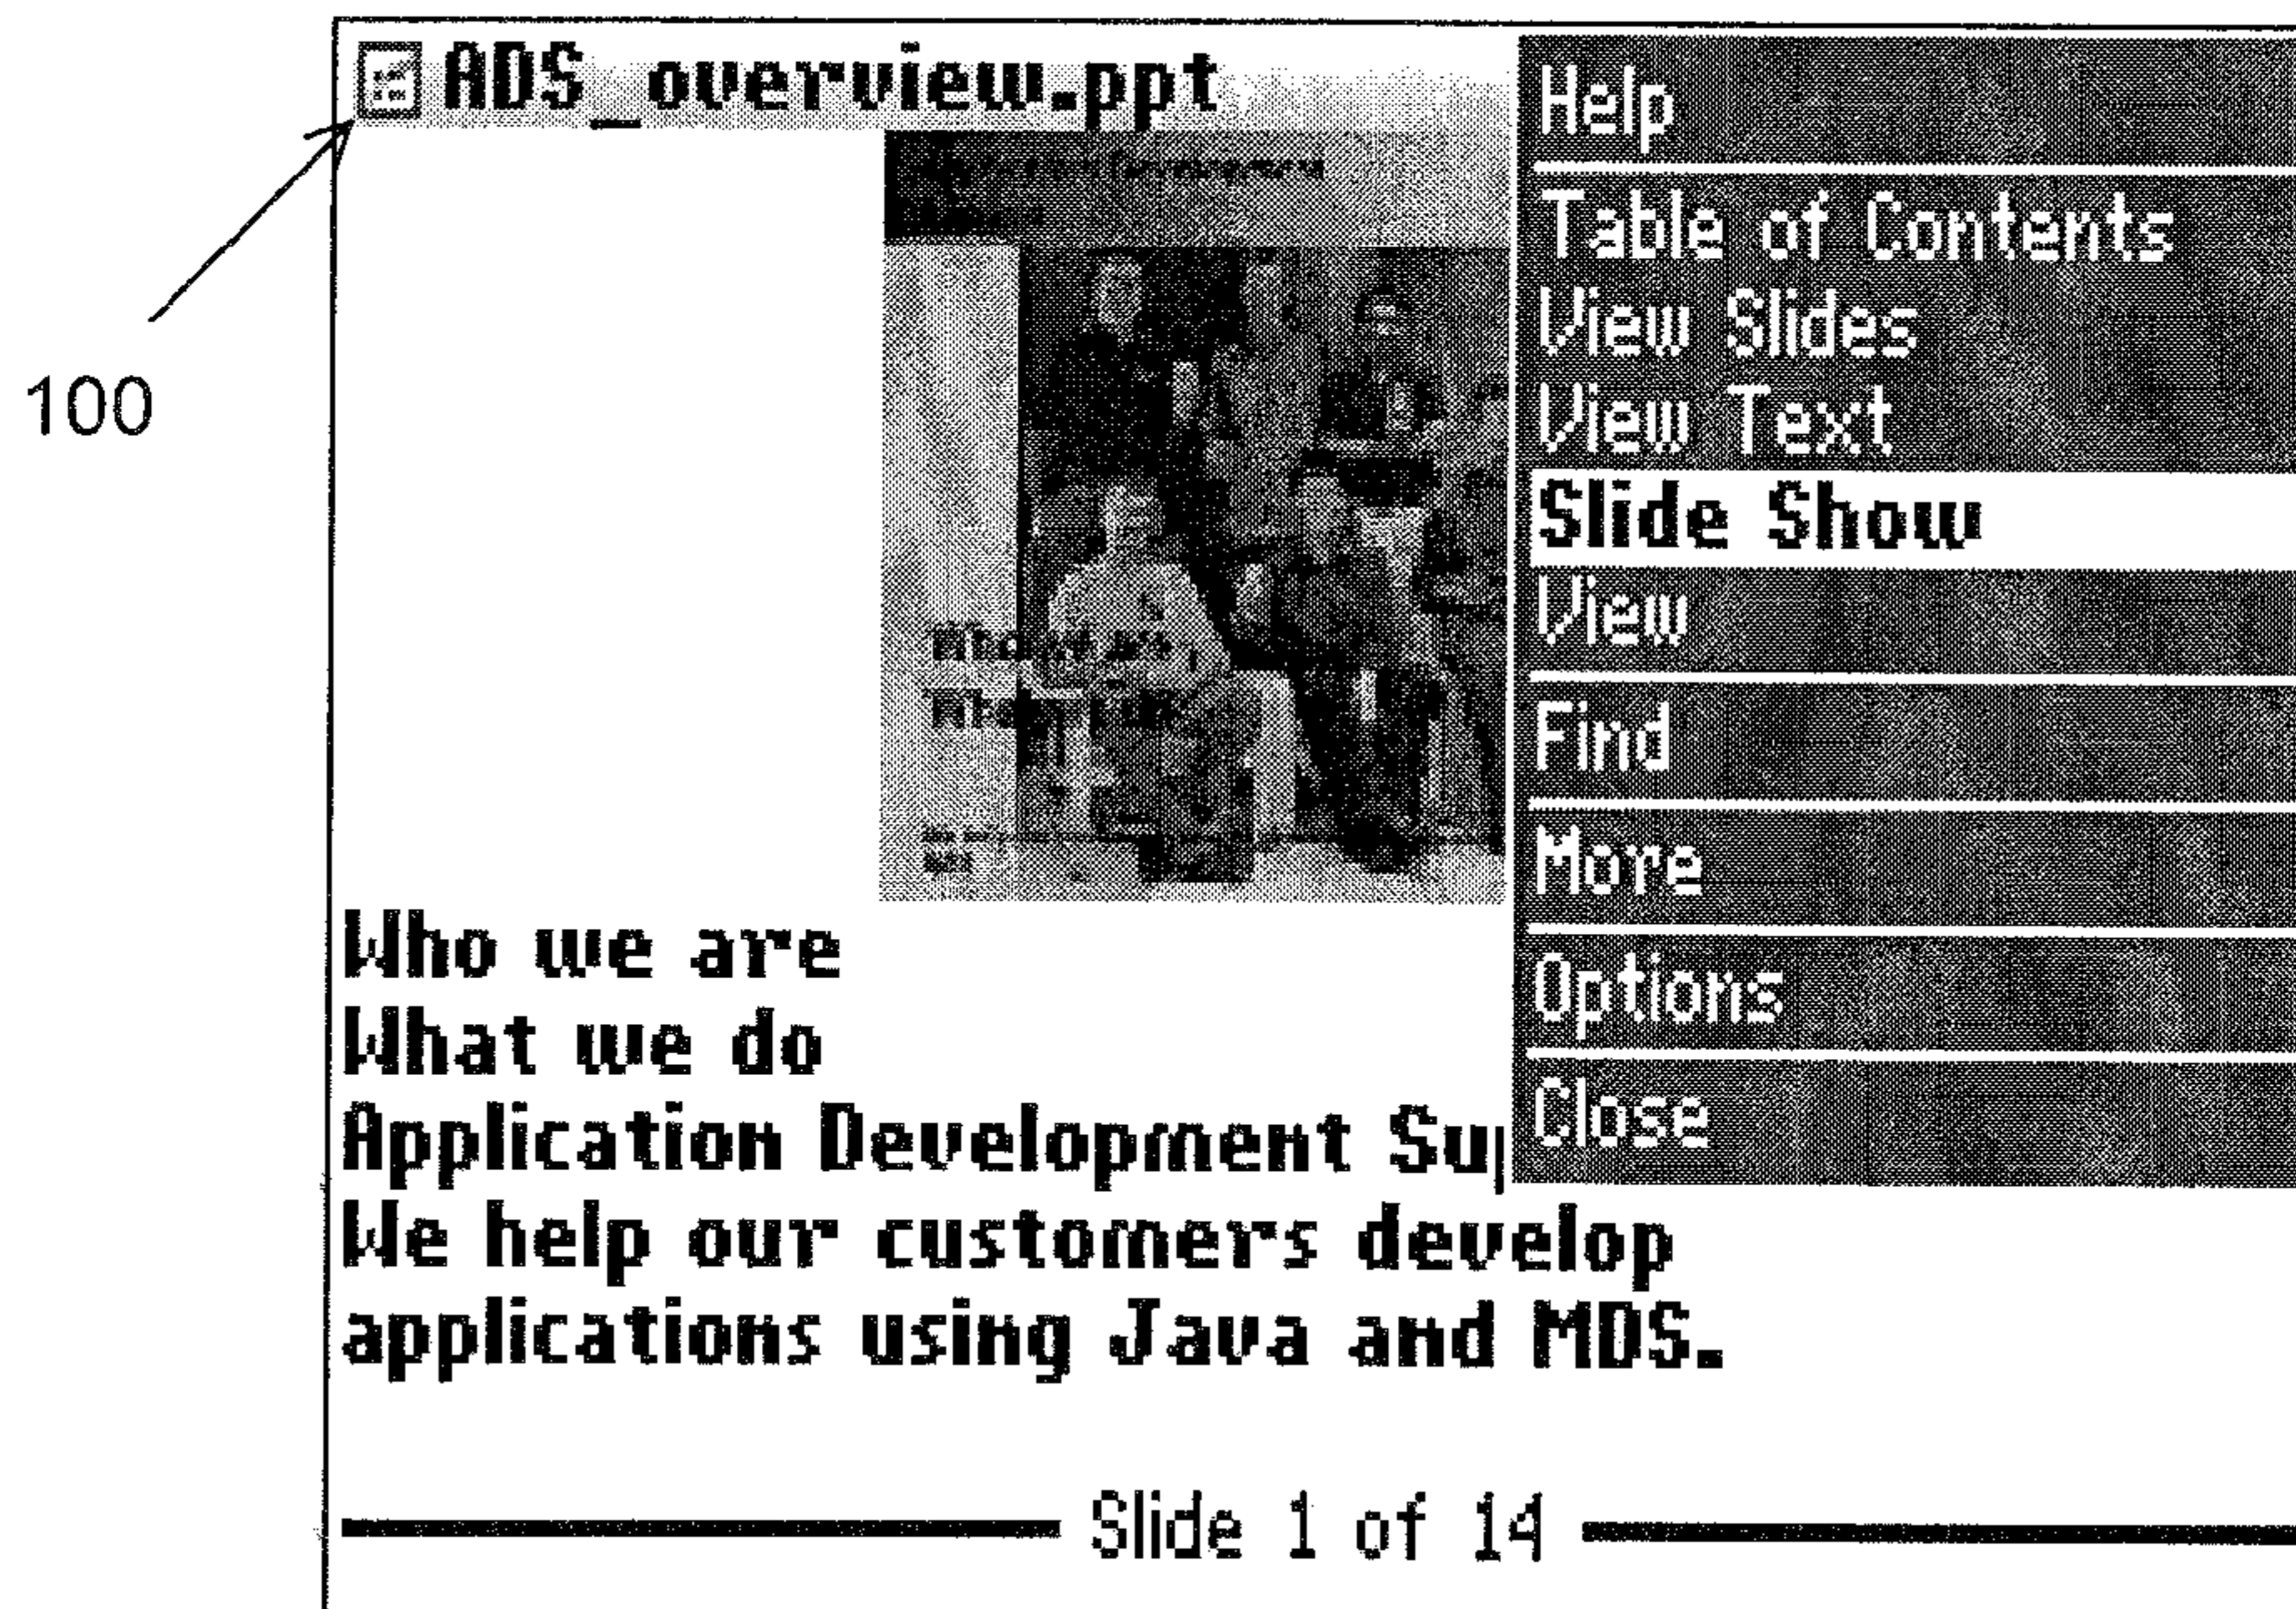 ADS_overview.ppt
100
Development
Help
Table of Contents
View Slides
View Text
Slide Show
View
Find
More
Options
Close
Who we are
What we do
Application Development Su
We help our customers develop
applications using Java and MDS.
Slide 1 of 14